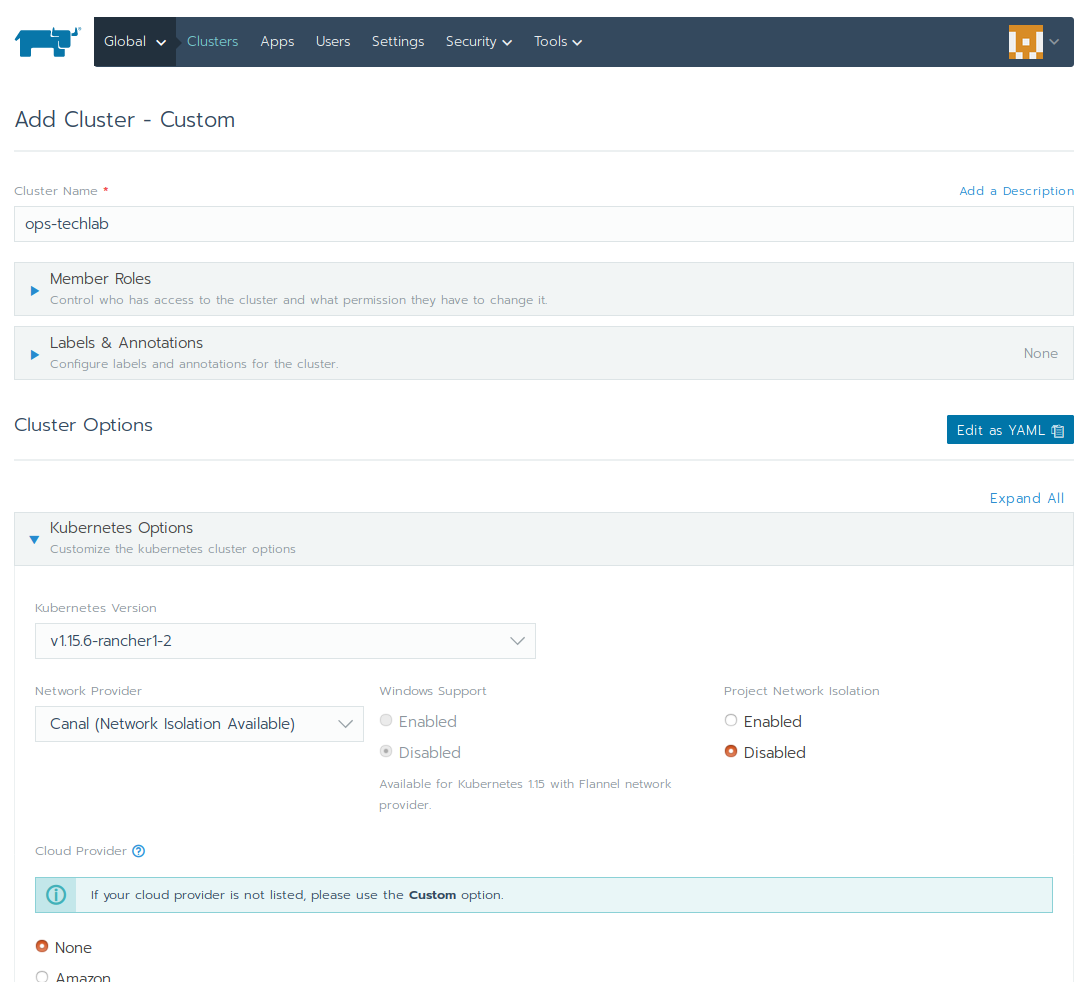 Global Clusters Apps Users Settings Security Tools
Add Cluster - Custom
Cluster Name * Add a Description
ops-techlab
Member Roles
Control who has access to the cluster and what permission they have to change it.
Labels & Annotations
Configure labels and annotations for the cluster.
None
Cluster Options
Edit as YAML
Expand All
Kubernetes Options
Customize the kubernetes cluster options
Kubernetes Version
v1.15.6-rancher1-2
Network Provider Windows Support Project Network Isolation
Canal (Network Isolation Available) Enabled Enabled
Disabled Disabled
Available for Kubernetes 1.15 with Flannel network
provider.
Cloud Provider
If your cloud provider is not listed, please use the Custom option.
None
Amazon